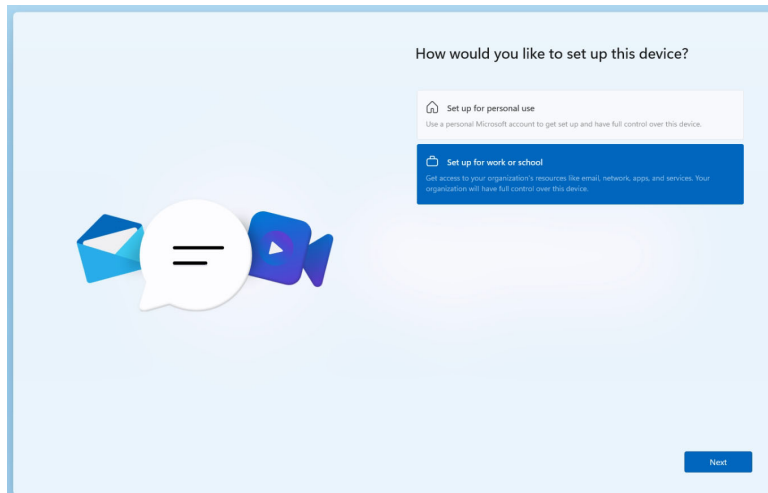 How would you like to set up this device?
Set up for personal use
Use a personal Microsoft account to get set up and have full control over this device.
Set up for work or school
Get access to your organization's resources like email, network, apps, and services. Your
organization will have full control over this device.
Next